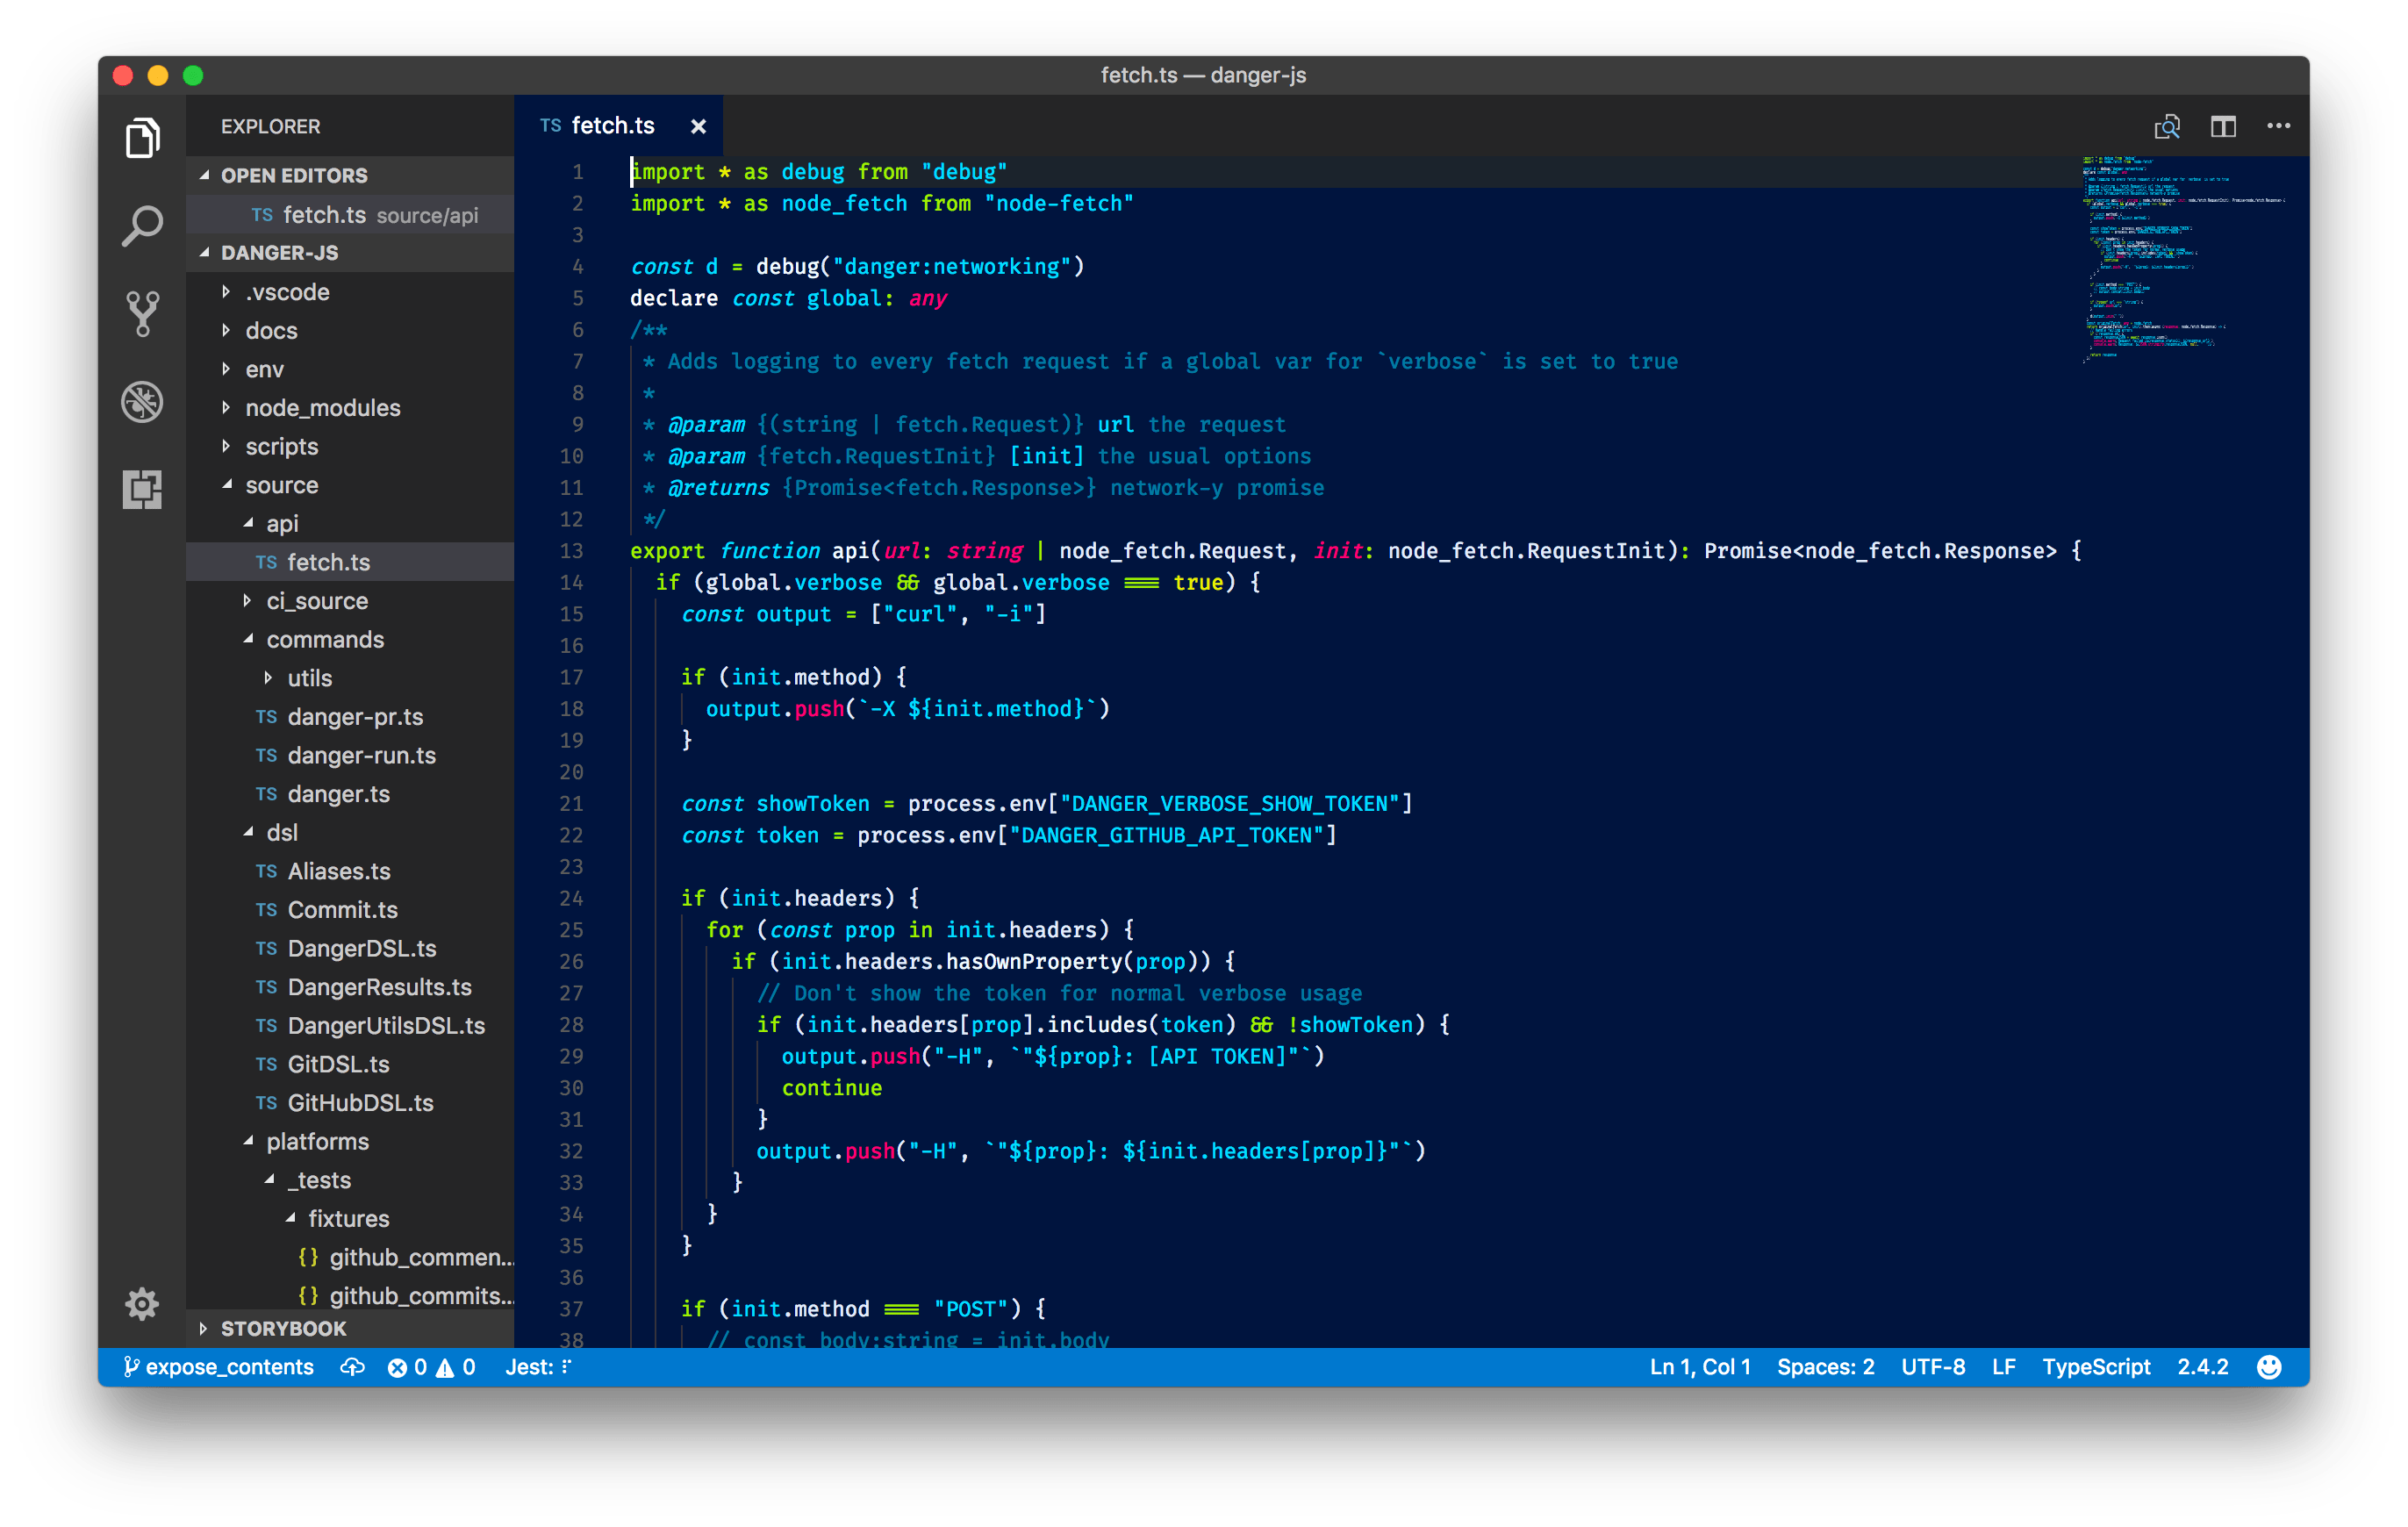 fetch.ts — danger-js
EXPLORER
OPEN EDITORS
TS fetch.ts source/api
DANGER-JS
.vscode
docs
env
node_modules
scripts
source
api
TS fetch.ts
ci_source
commands
utils
TS danger-pr.ts
TS danger-run.ts
TS danger.ts
dsl
TS Aliases.ts
TS Commit.ts
TS DangerDSL.ts
TS DangerResults.ts
TS DangerUtilsDSL.ts
TS GitDSL.ts
TS GitHubDSL.ts
platforms
_tests
fixtures
{} github_commen...
{} github_commits...
STORYBOOK
TS fetch.ts ×
1 import * as debug from "debug"
2 import * as node_fetch from "node-fetch"
3
4 const d = debug("danger:networking")
5 declare const global: any
6 /**
7 * Adds logging to every fetch request if a global var for `verbose` is set to true
8 *
9 * @param {(string | fetch.Request)} url the request
10 * @param {fetch.RequestInit} [init] the usual options
11 * @returns {Promise<fetch.Response>} network-y promise
12 */
13 export function api(url: string | node_fetch.Request, init: node_fetch.RequestInit): Promise<node_fetch.Response> {
14 if (global.verbose && global.verbose === true) {
15 const output = ["curl", "-i"]
16
17 if (init.method) {
18 output.push(`-X ${init.method}`)
19 }
20
21 const showToken = process.env["DANGER_VERBOSE_SHOW_TOKEN"]
22 const token = process.env["DANGER_GITHUB_API_TOKEN"]
23
24 if (init.headers) {
25 for (const prop in init.headers) {
26 if (init.headers.hasOwnProperty(prop)) {
27 // Don't show the token for normal verbose usage
28 if (init.headers[prop].includes(token) && !showToken) {
29 output.push("-H", `"${prop}: [API TOKEN]"`)
30 continue
31 }
32 output.push("-H", `"${prop}: ${init.headers[prop]}"`)
33 }
34 }
35 }
36
37 if (init.method === "POST") {
38 // const body:string = init.body
expose_contents 0 0 Jest: Ln 1, Col 1 Spaces: 2 UTF-8 LF TypeScript 2.4.2